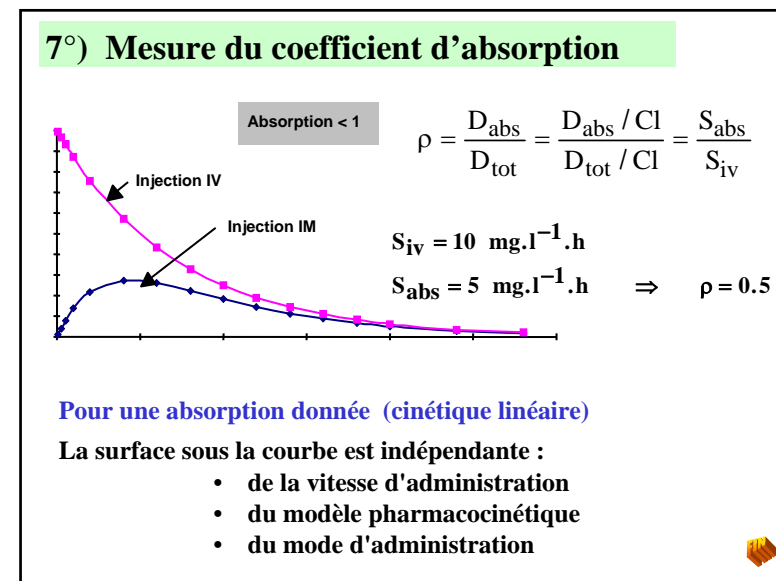 7°) Mesure du coefficient d'absorption
Absorption < 1
ρ = D_abs / D_tot = (D_abs / Cl) / (D_tot / Cl) = S_abs / S_iv
Injection IV
Injection IM
S_iv = 10 mg.l⁻¹.h
S_abs = 5 mg.l⁻¹.h ⇒ ρ = 0.5
Pour une absorption donnée (cinétique linéaire)
La surface sous la courbe est indépendante :
• de la vitesse d'administration
• du modèle pharmacocinétique
• du mode d'administration
FIN